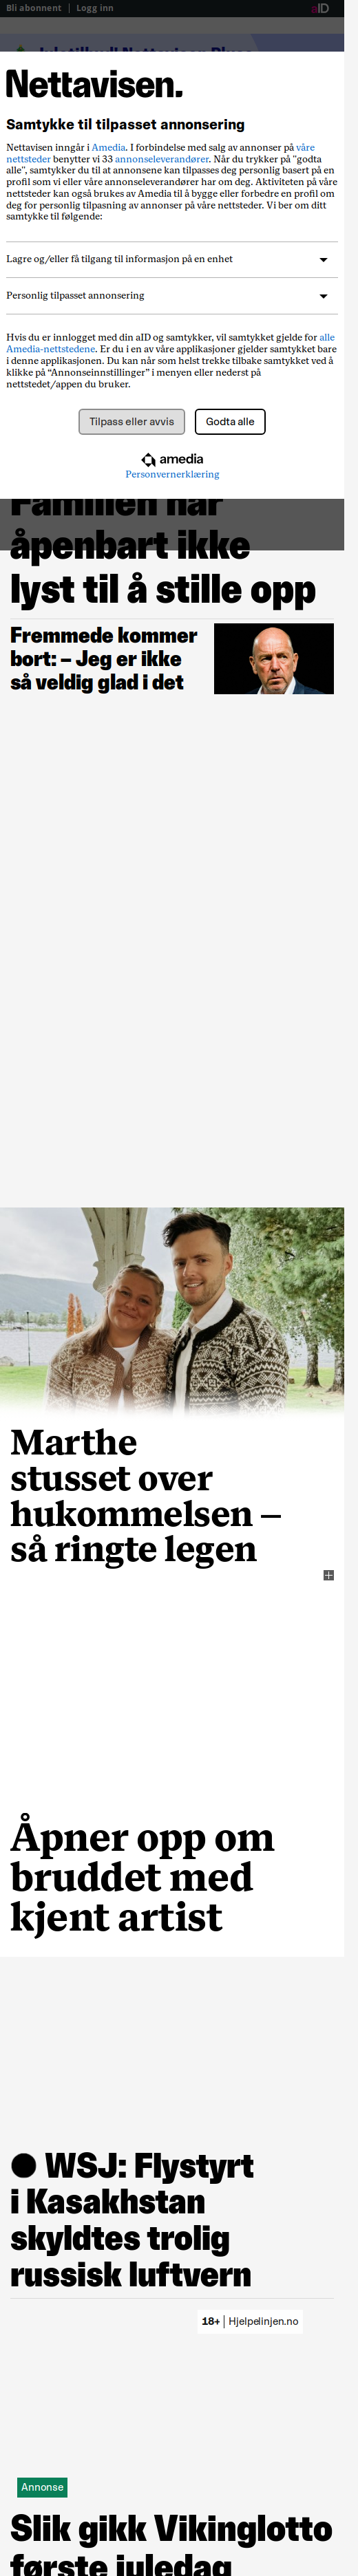 Bli abonnent | Logg inn
aID
Nettavisen.
Samtykke til tilpasset annonsering
Nettavisen inngår i Amedia. I forbindelse med salg av annonser på våre
nettsteder benytter vi 33 annonseleverandører. Når du trykker på "godta
alle", samtykker du til at annonsene kan tilpasses deg personlig basert på en
profil som vi eller våre annonseleverandører har om deg. Aktiviteten på våre
nettsteder kan også brukes av Amedia til å bygge eller forbedre en profil om
deg for personlig tilpasning av annonser på våre nettsteder. Vi ber om ditt
samtykke til følgende:
Lagre og/eller få tilgang til informasjon på en enhet
Personlig tilpasset annonsering
Hvis du er innlogget med din aID og samtykker, vil samtykket gjelde for alle
Amedia-nettstedene. Er du i en av våre applikasjoner gjelder samtykket bare
i denne applikasjonen. Du kan når som helst trekke tilbake samtykket ved å
klikke på “Annonseinnstillinger” i menyen eller nederst på
nettstedet/appen du bruker.
Tilpass eller avvis
Godta alle
amedia
Personvernerklæring
Familien har
åpenbart ikke
lyst til å stille opp
Fremmede kommer
bort: – Jeg er ikke
så veldig glad i det
Marthe
stusset over
hukommelsen –
så ringte legen
Åpner opp om
bruddet med
kjent artist
● WSJ: Flystyrt
i Kasakhstan
skyldtes trolig
russisk luftvern
18+ | Hjelpelinjen.no
Annonse
Slik gikk Vikinglotto
første juledag